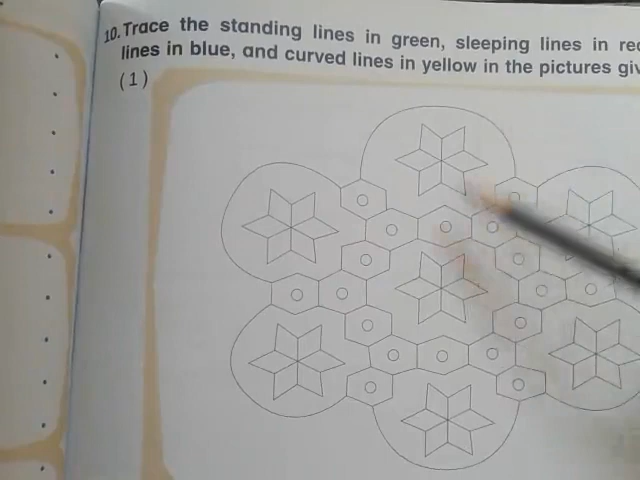 10. Trace the standing lines in green, sleeping lines in
lines in blue, and curved lines in yellow in the pictures
(1)